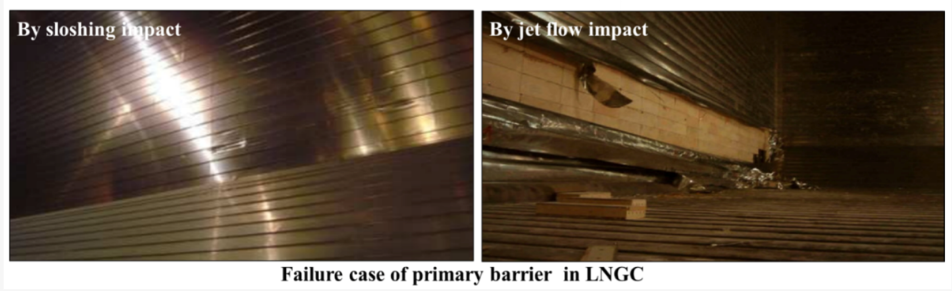 By sloshing impact
By jet flow impact
Failure case of primary barrier in LNGC